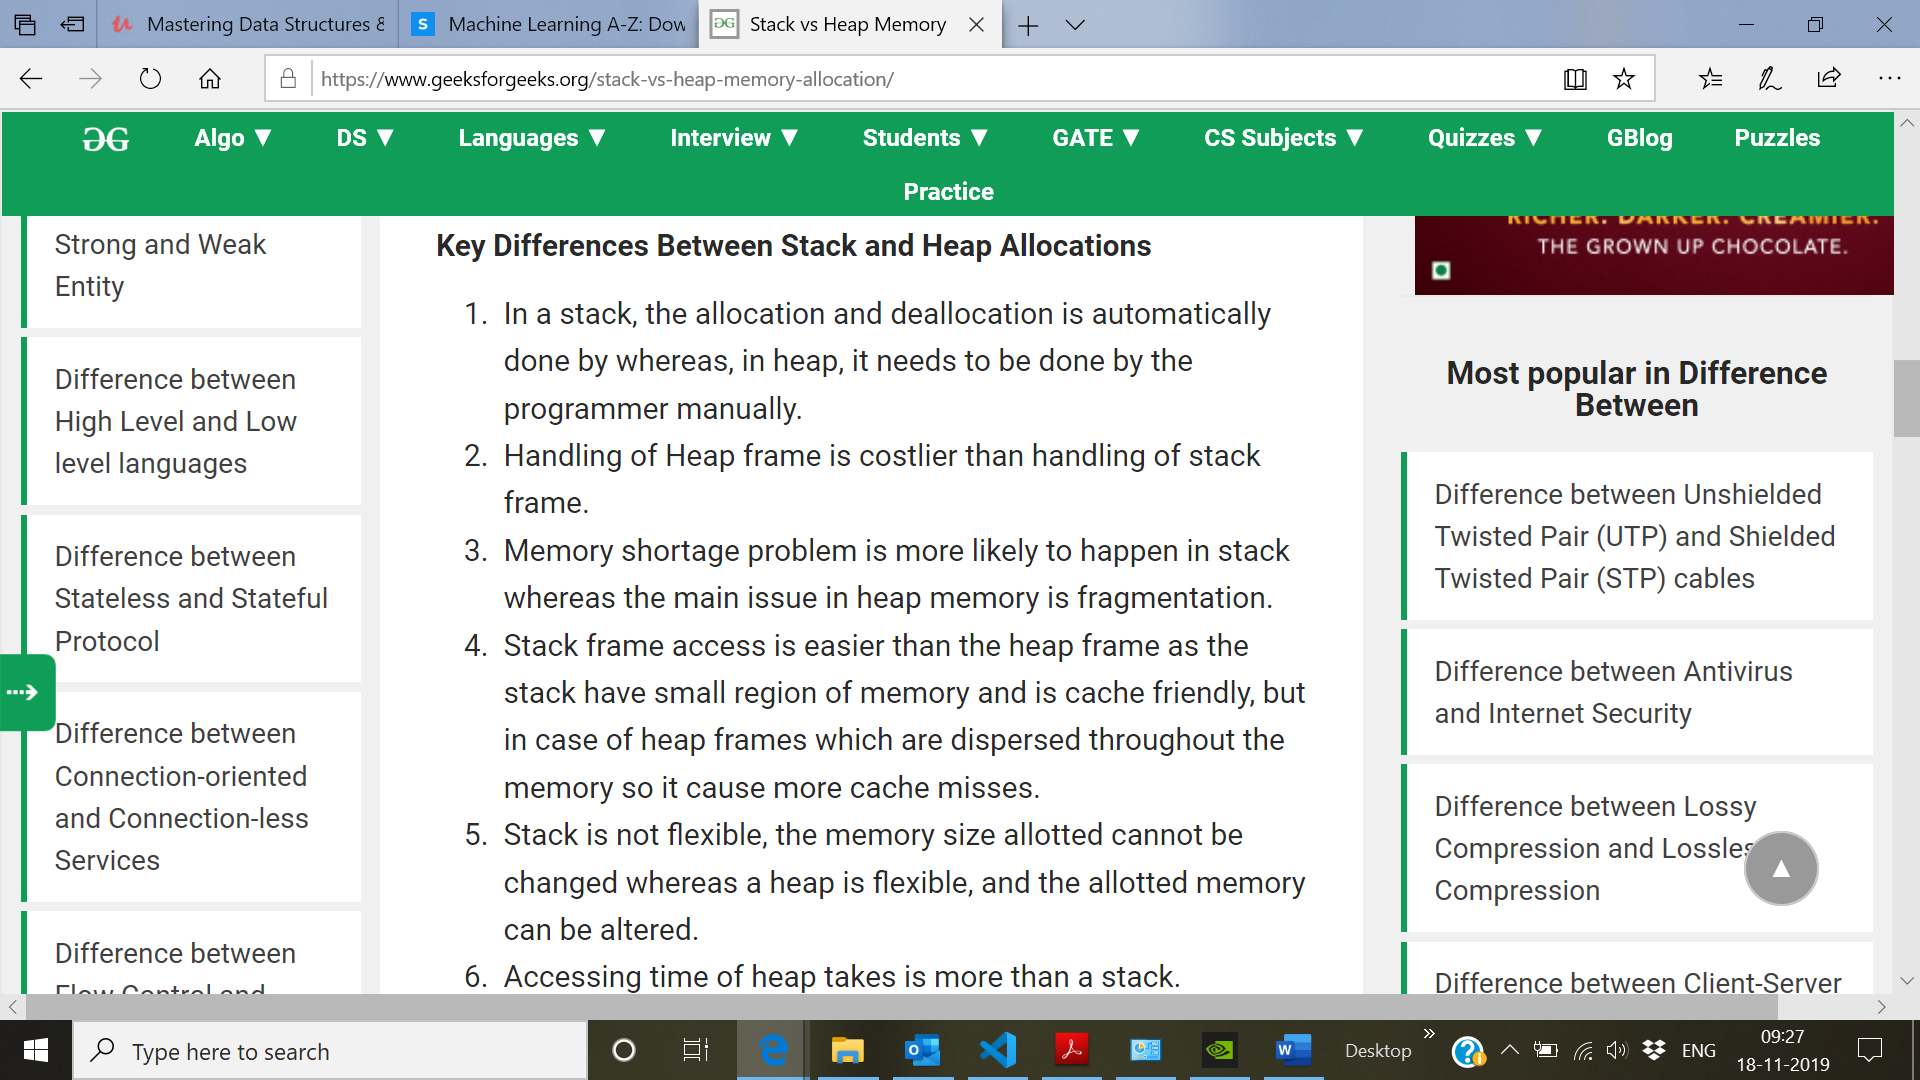 Mastering Data Structures &
Machine Learning A-Z: Dow
Stack vs Heap Memory
https://www.geeksforgeeks.org/stack-vs-heap-memory-allocation/
Algo ▼ DS ▼ Languages ▼ Interview ▼ Students ▼ GATE ▼ CS Subjects ▼ Quizzes ▼ GBlog Puzzles
Practice
Strong and Weak
Entity
Difference between
High Level and Low
level languages
Difference between
Stateless and Stateful
Protocol
Difference between
Connection-oriented
and Connection-less
Services
Difference between
Flow Control and
Key Differences Between Stack and Heap Allocations
1. In a stack, the allocation and deallocation is automatically
done by whereas, in heap, it needs to be done by the
programmer manually.
2. Handling of Heap frame is costlier than handling of stack
frame.
3. Memory shortage problem is more likely to happen in stack
whereas the main issue in heap memory is fragmentation.
4. Stack frame access is easier than the heap frame as the
stack have small region of memory and is cache friendly, but
in case of heap frames which are dispersed throughout the
memory so it cause more cache misses.
5. Stack is not flexible, the memory size allotted cannot be
changed whereas a heap is flexible, and the allotted memory
can be altered.
6. Accessing time of heap takes is more than a stack.
RICHER. DARKER. CREAMIER.
THE GROWN UP CHOCOLATE.
Most popular in Difference
Between
Difference between Unshielded
Twisted Pair (UTP) and Shielded
Twisted Pair (STP) cables
Difference between Antivirus
and Internet Security
Difference between Lossy
Compression and Lossles
Compression
Difference between Client-Server
Type here to search
Desktop
ENG
09:27
18-11-2019